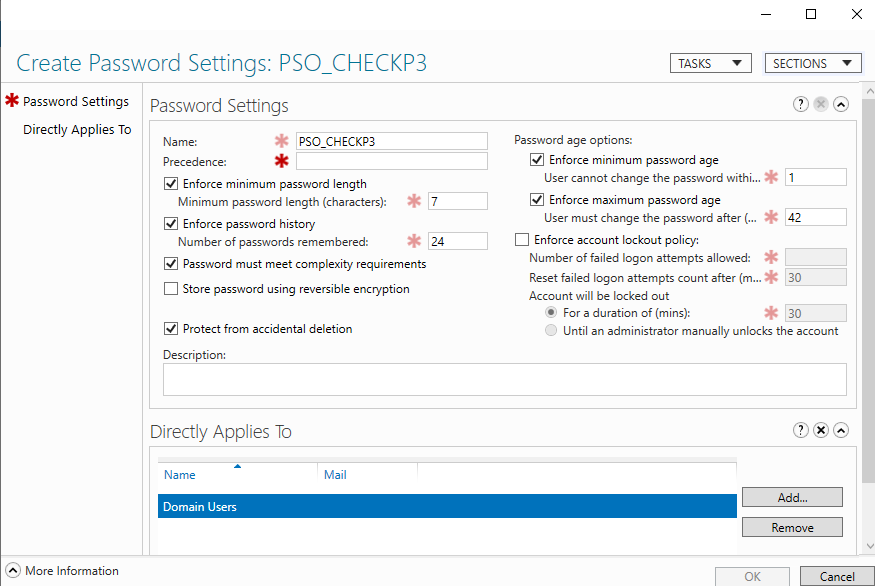 Create Password Settings: PSO_CHECKP3
TASKS
SECTIONS
Password Settings
Directly Applies To
Password Settings
Name:
PSO_CHECKP3
Precedence:
Enforce minimum password length
Minimum password length (characters):
7
Enforce password history
Number of passwords remembered:
24
Password must meet complexity requirements
Store password using reversible encryption
Protect from accidental deletion
Password age options:
Enforce minimum password age
User cannot change the password withi...
1
Enforce maximum password age
User must change the password after (...
42
Enforce account lockout policy:
Number of failed logon attempts allowed:
Reset failed logon attempts count after (m...
30
Account will be locked out
For a duration of (mins):
30
Until an administrator manually unlocks the account
Description:
Directly Applies To
Name
Mail
Domain Users
Add...
Remove
More Information
OK
Cancel